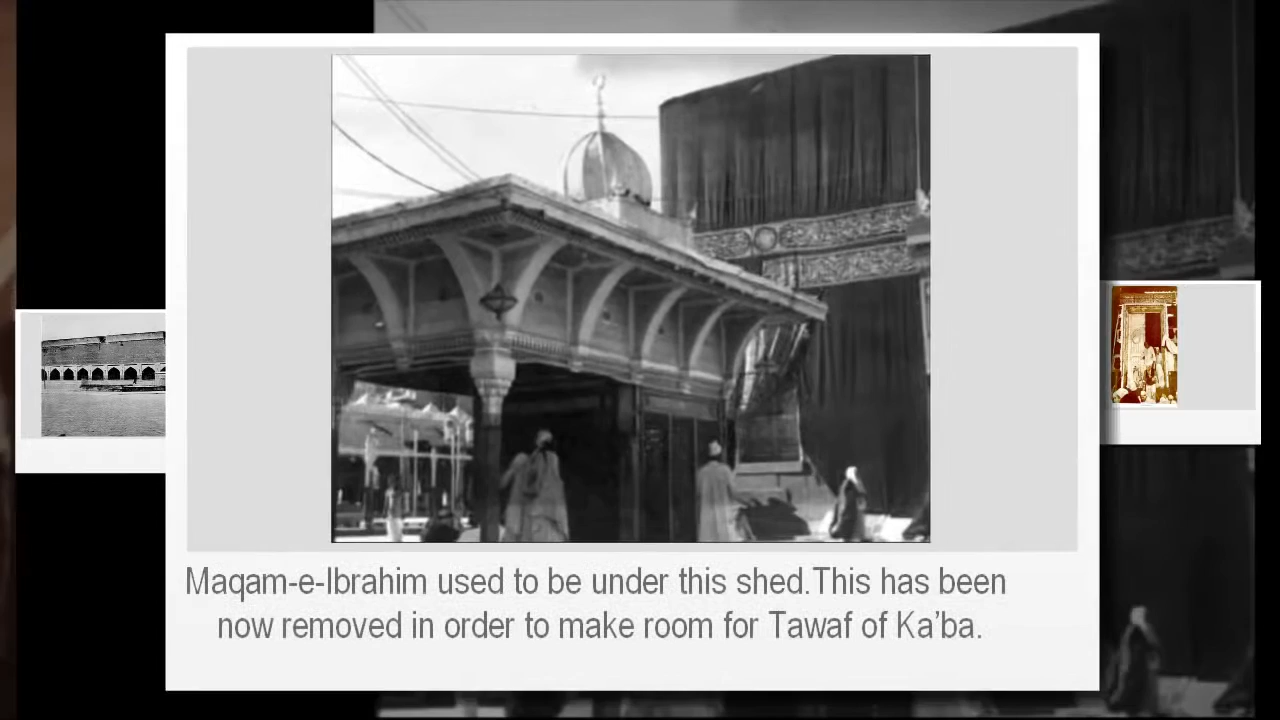 Maqam-e-Ibrahim used to be under this shed.This has been
now removed in order to make room for Tawaf of Ka’ba.